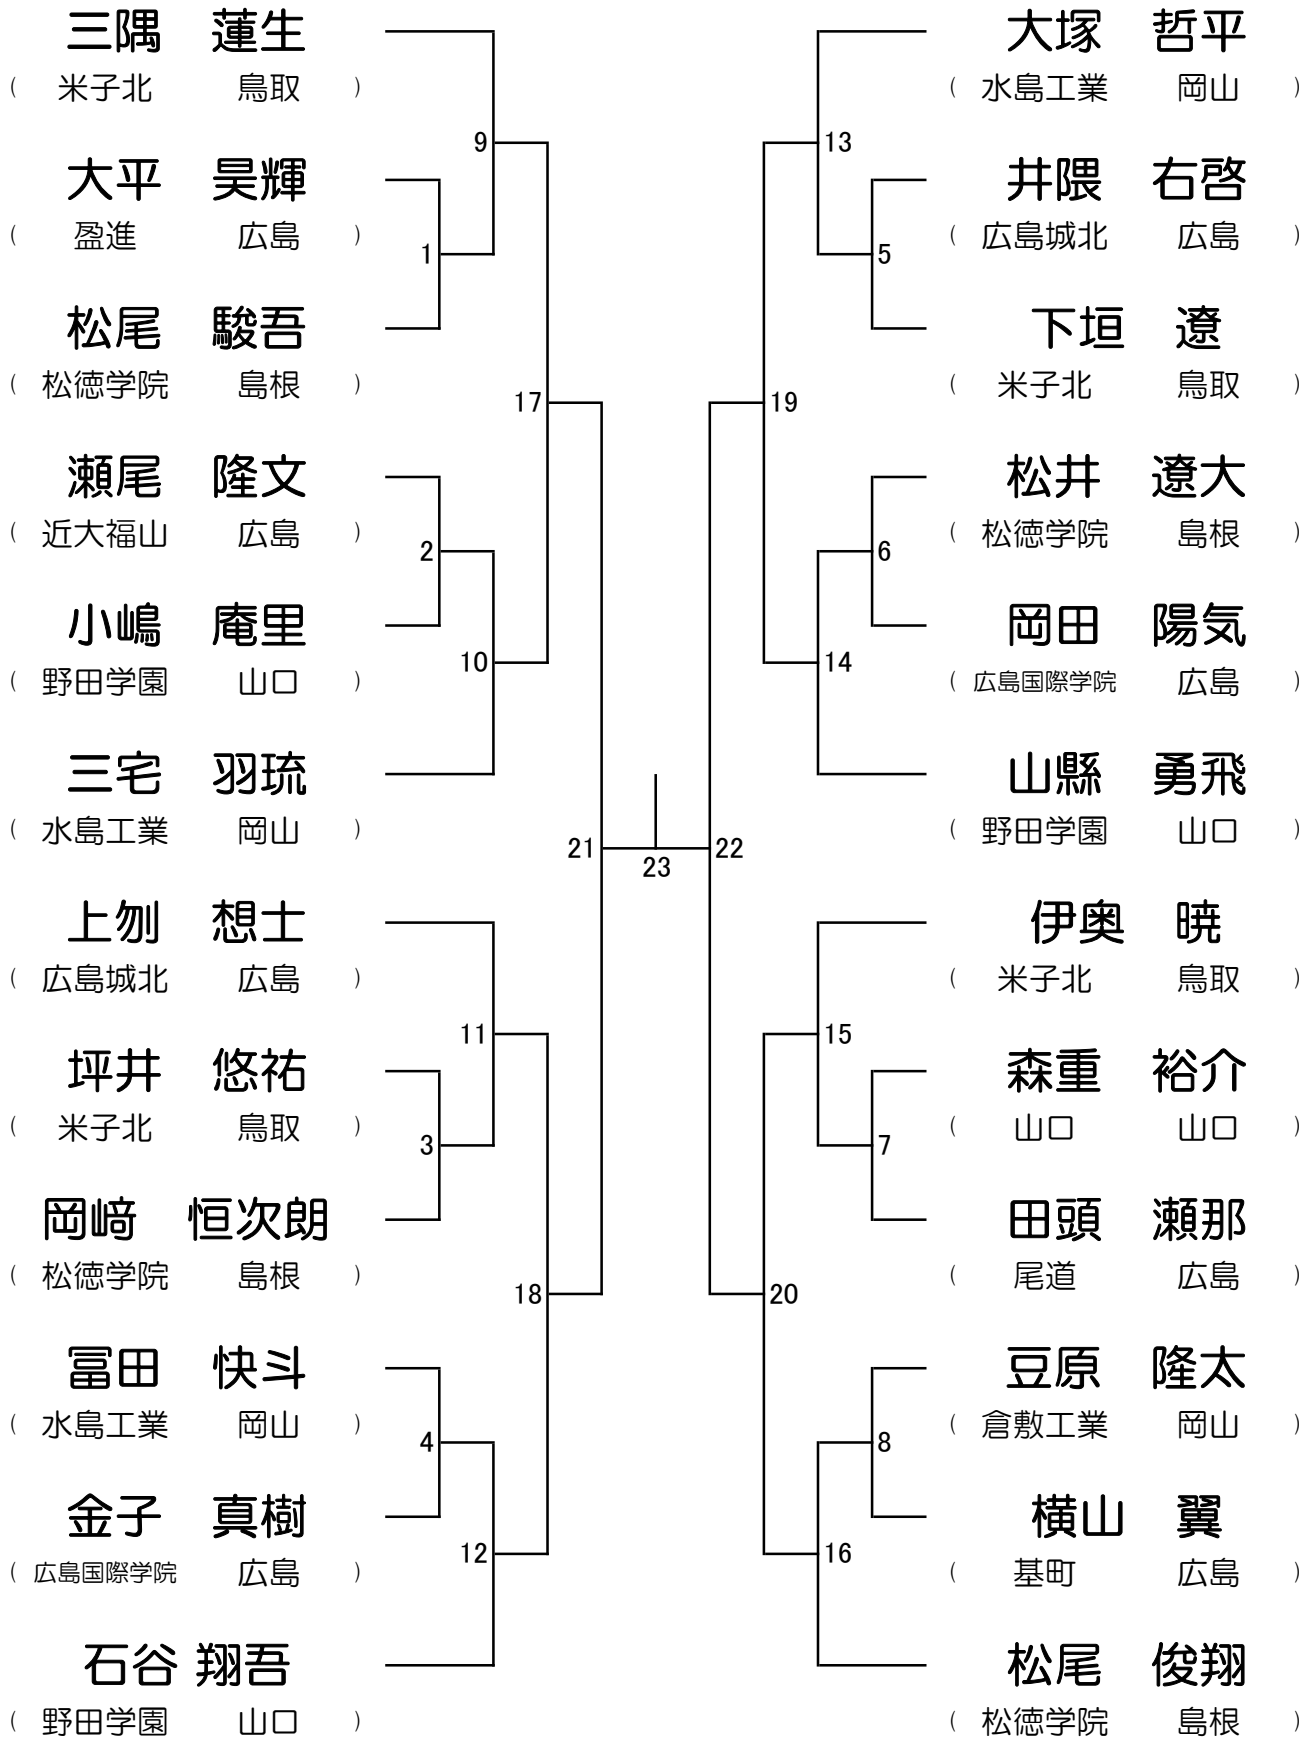 三隅　蓮生
(　米子北　鳥取　)
9
大平　昊輝
(　盈進　広島　)
1
松尾　駿吾
(　松徳学院　島根　)
17
瀬尾　隆文
(　近大福山　広島　)
2
小嶋　庵里
(　野田学園　山口　)
10
三宅　羽琉
(　水島工業　岡山　)
21
23
上刎　想士
(　広島城北　広島　)
11
坪井　悠祐
(　米子北　鳥取　)
3
岡﨑　恒次朗
(　松徳学院　島根　)
18
冨田　快斗
(　水島工業　岡山　)
4
金子　真樹
(　広島国際学院　広島　)
12
石谷 翔吾
(　野田学園　山口　)
大塚　哲平
(　水島工業　岡山　)
13
井隈　右啓
(　広島城北　広島　)
5
下垣　遼
(　米子北　鳥取　)
19
松井　遼大
(　松徳学院　島根　)
6
岡田　陽気
(　広島国際学院　広島　)
14
山縣　勇飛
(　野田学園　山口　)
22
伊奥　暁
(　米子北　鳥取　)
15
森重　裕介
(　山口　山口　)
7
田頭　瀬那
(　尾道　広島　)
20
豆原　隆太
(　倉敷工業　岡山　)
8
横山　翼
(　基町　広島　)
16
松尾　俊翔
(　松徳学院　島根　)